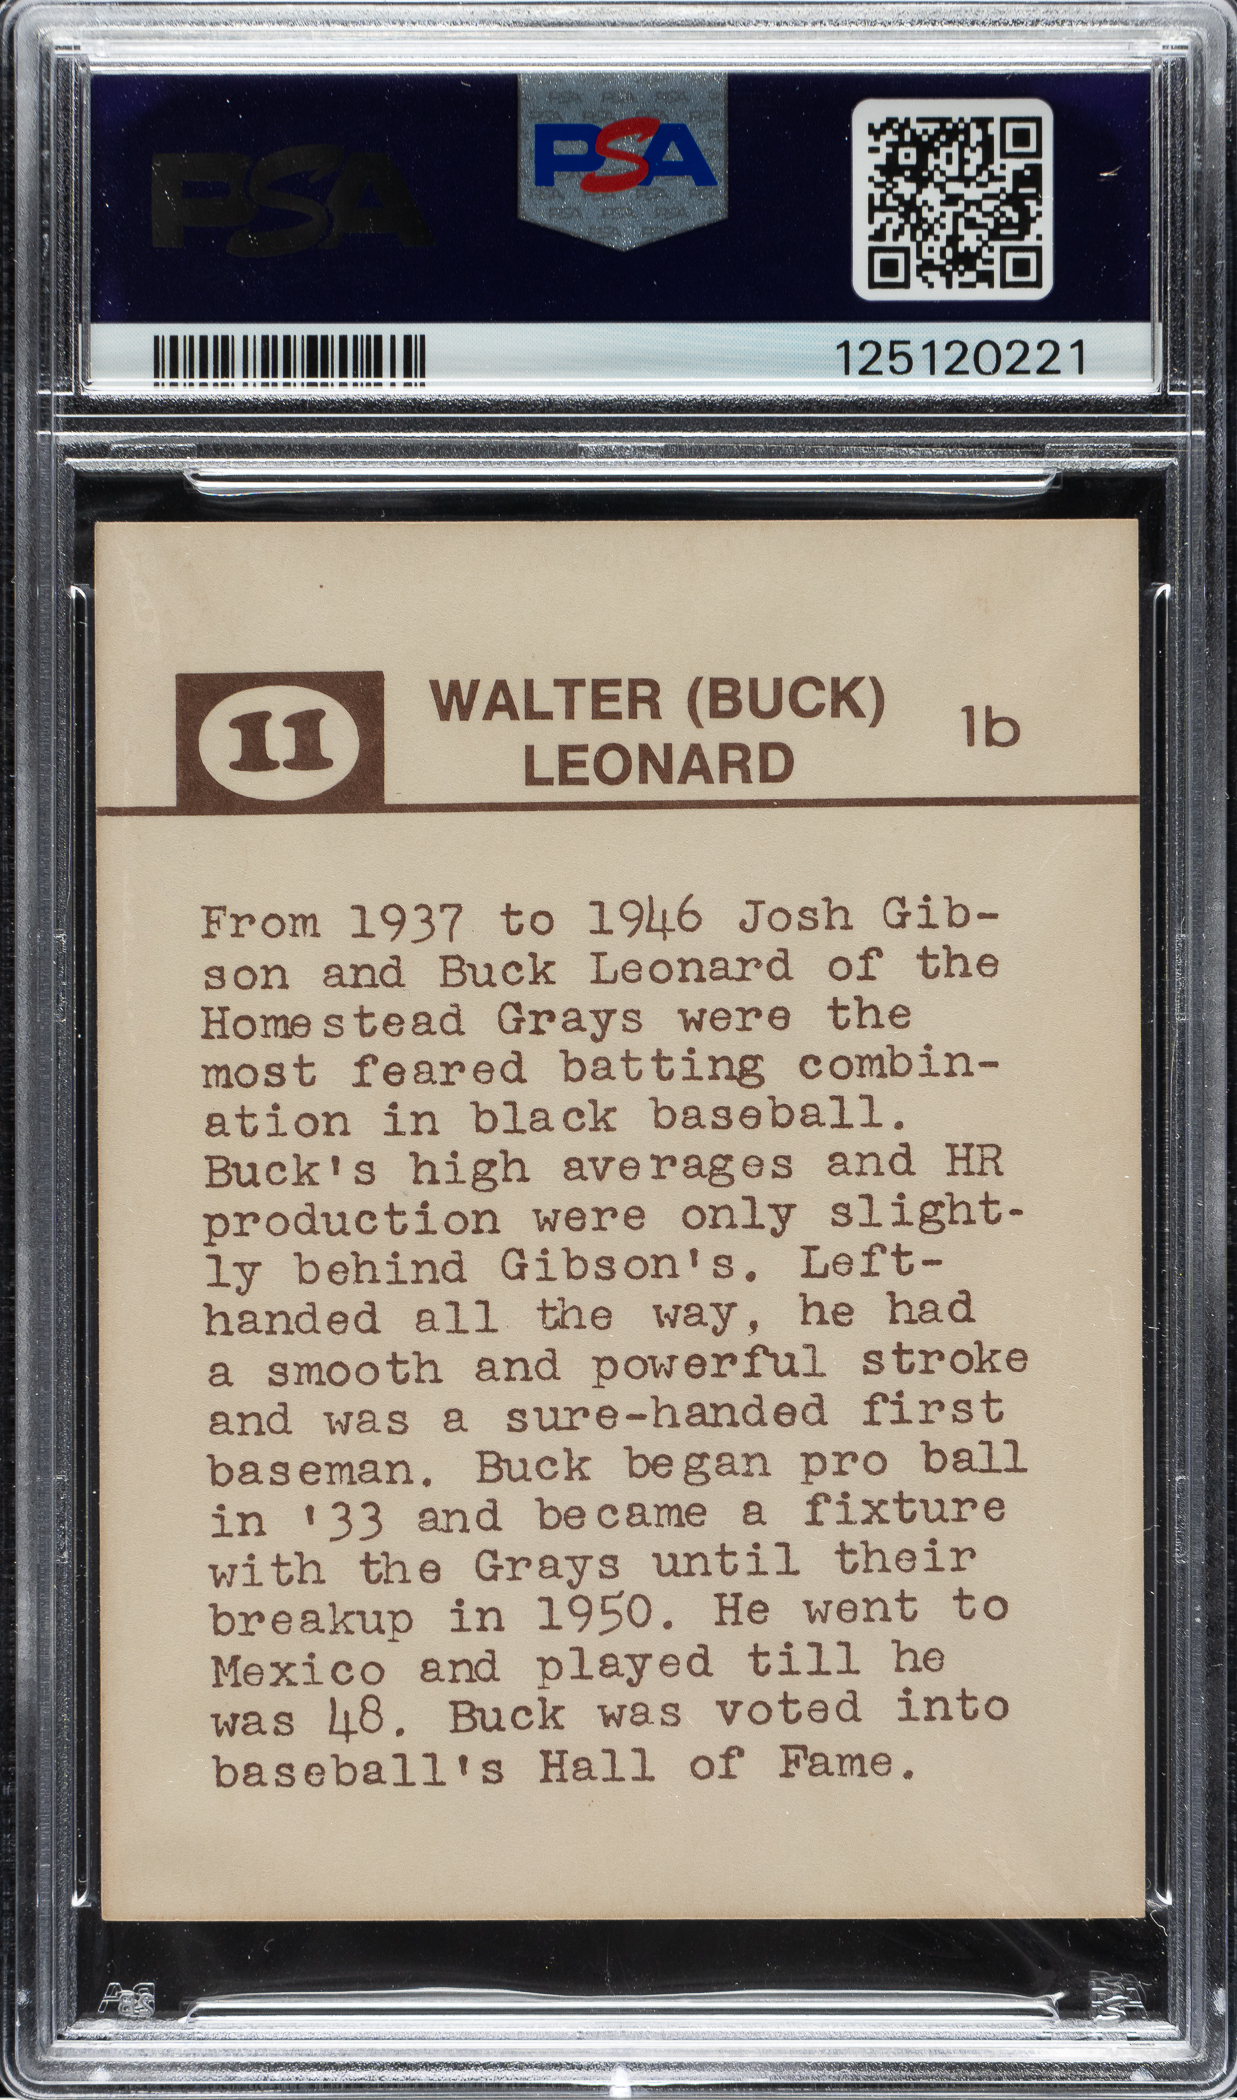 PSA
PSA
125120221
11
WALTER (BUCK)
LEONARD
1b
From 1937 to 1946 Josh Gib-
son and Buck Leonard of the
Homestead Grays were the
most feared batting combin-
ation in black baseball.
Buck's high averages and HR
production were only slight-
ly behind Gibson's. Left-
handed all the way, he had
a smooth and powerful stroke
and was a sure-handed first
baseman. Buck began pro ball
in '33 and became a fixture
with the Grays until their
breakup in 1950. He went to
Mexico and played till he
was 48. Buck was voted into
baseball's Hall of Fame.